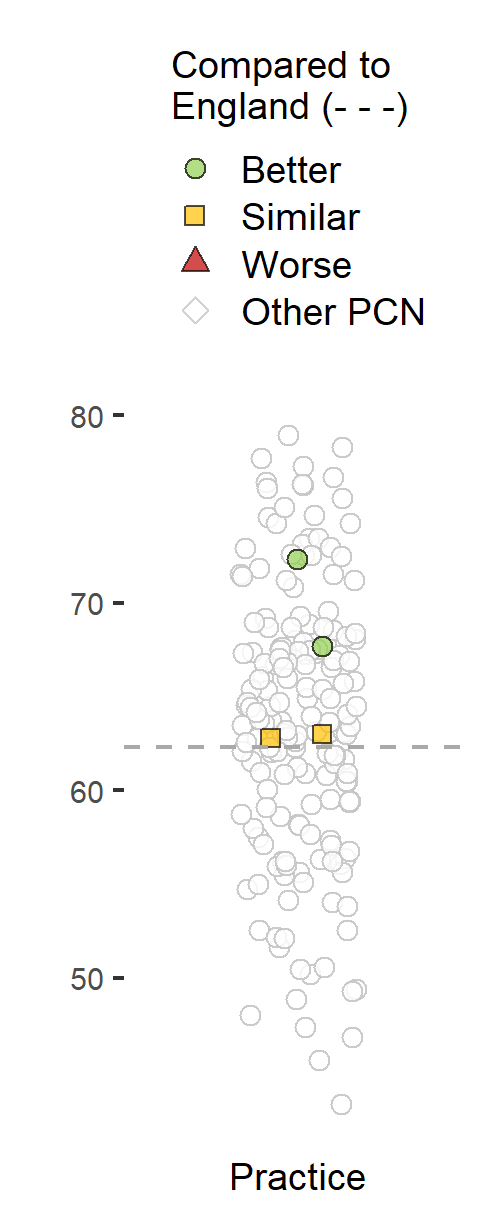 Compared to
England (- - -)
Better
Similar
Worse
Other PCN
80
70
60
50
Practice